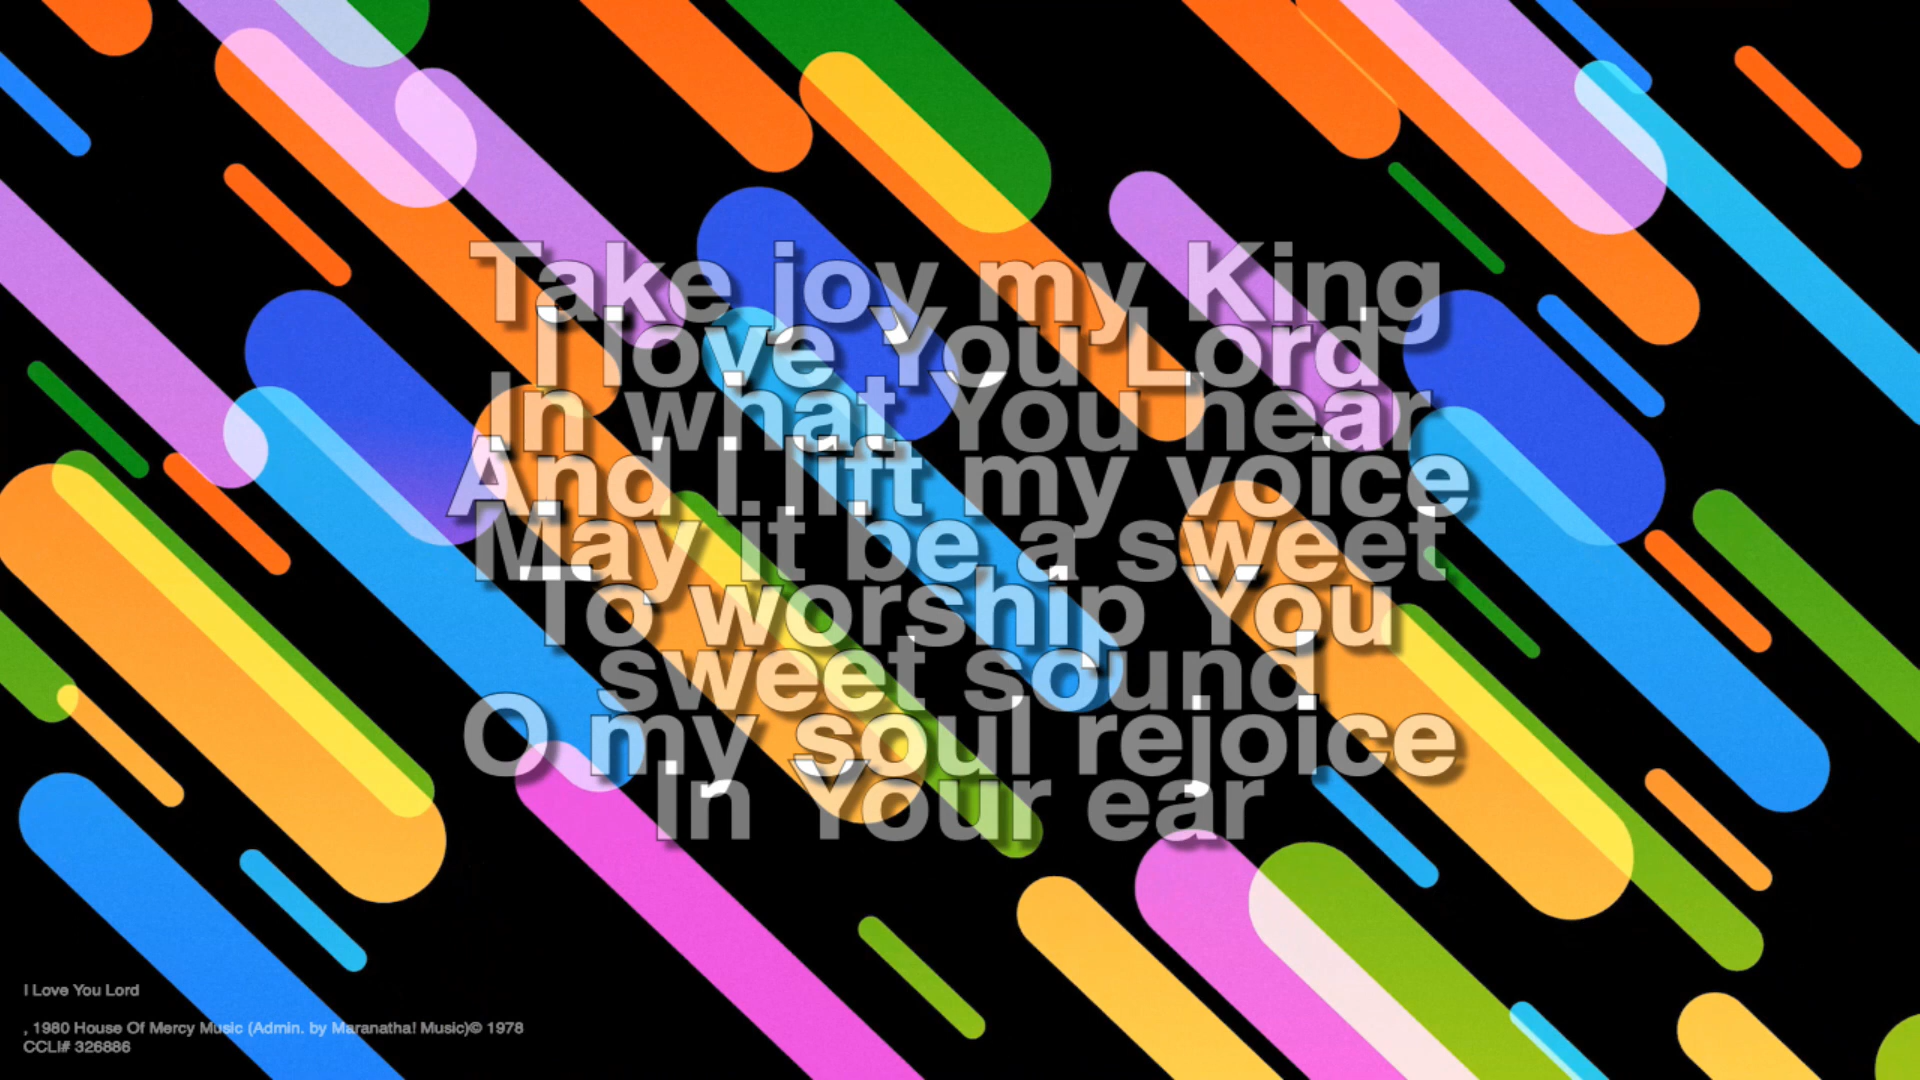 Take joy my King
I love You Lord
In what You hear
And I lift my voice
May it be a sweet
To worship You
sweet sound
O my soul rejoice
In Your ear
I Love You Lord
, 1980 House Of Mercy Music (Admin. by Maranatha! Music)© 1978
CCLI# 326886